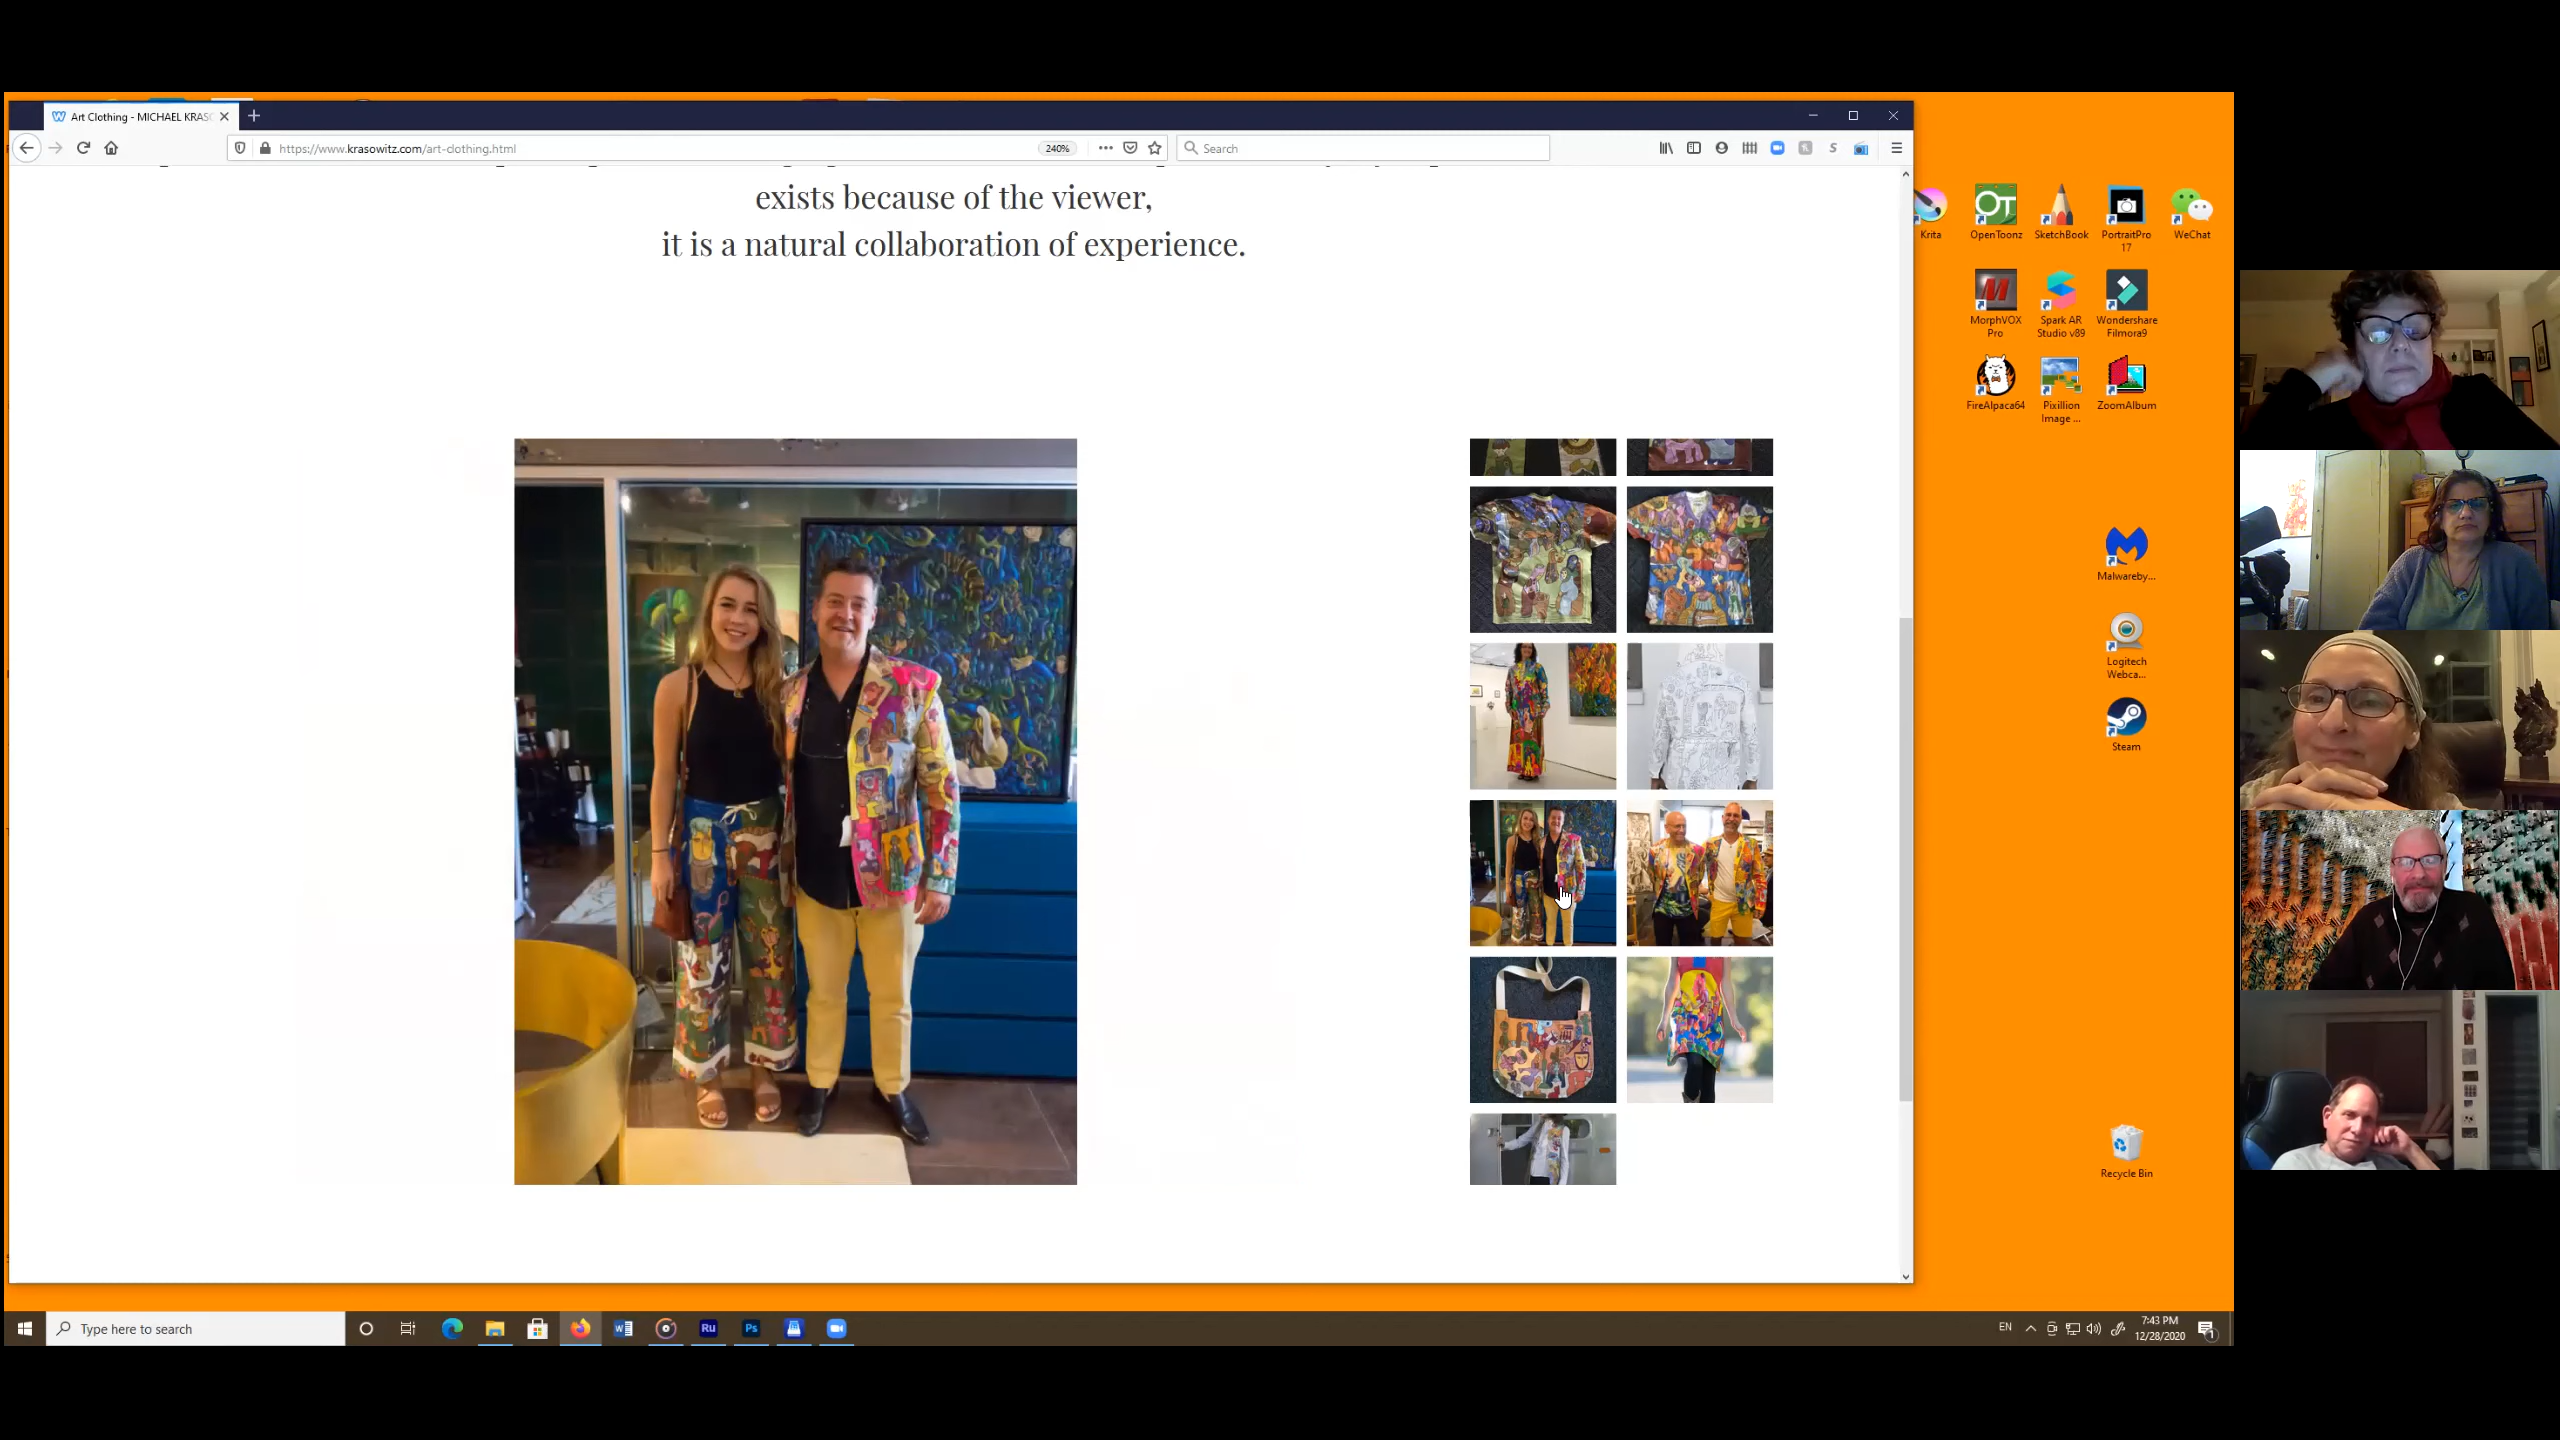 Art Clothing - MICHAEL KRAS
https://www.krasowitz.com/art-clothing.html
240%
Search
exists because of the viewer,
it is a natural collaboration of experience.
Krita
OpenToonz
SketchBook
PortraitPro
17
WeChat
MorphVOX
Pro
Spark AR
Studio v89
Wondershare
Filmora9
FireAlpaca64
Pixillion
Image ...
ZoomAlbum
Malwareby...
Logitech
Webca...
Steam
Recycle Bin
Type here to search
Ru
Ps
EN
7:43 PM
12/28/2020
1